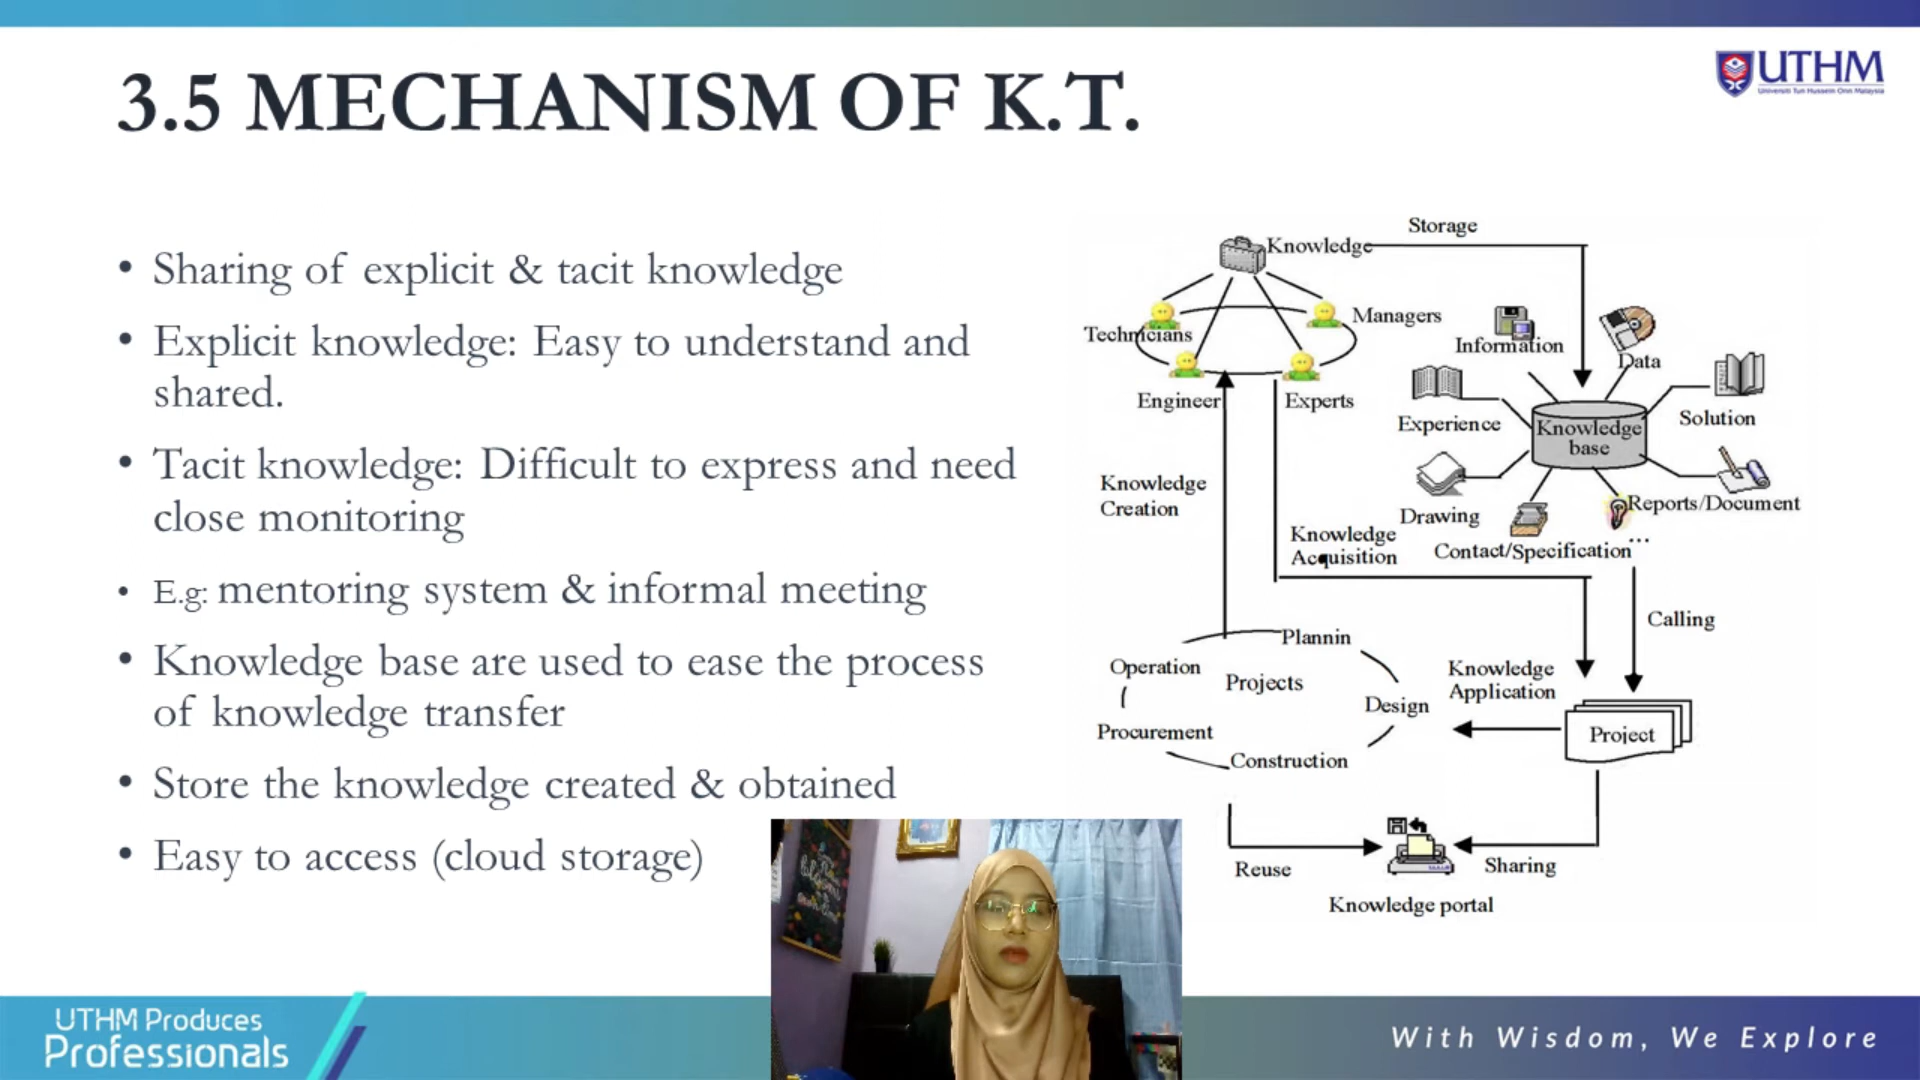 3.5 MECHANISM OF K.T.
UTHM
Universiti Tun Hussein Onn Malaysia
• Sharing of explicit & tacit knowledge
• Explicit knowledge: Easy to understand and
shared.
• Tacit knowledge: Difficult to express and need
close monitoring
• E.g: mentoring system & informal meeting
• Knowledge base are used to ease the process
of knowledge transfer
• Store the knowledge created & obtained
• Easy to access (cloud storage)
Storage
Knowledge
Managers
Technicians
Engineer
Experts
Information
Data
Experience
Knowledge
base
Solution
Drawing
Reports/Document
Contact/Specification
...
Knowledge
Creation
Knowledge
Acquisition
Calling
Plannin
Operation
Projects
Design
Procurement
Construction
Knowledge
Application
Project
Reuse
Sharing
Knowledge portal
UTHM Produces
Professionals
With Wisdom, We Explore